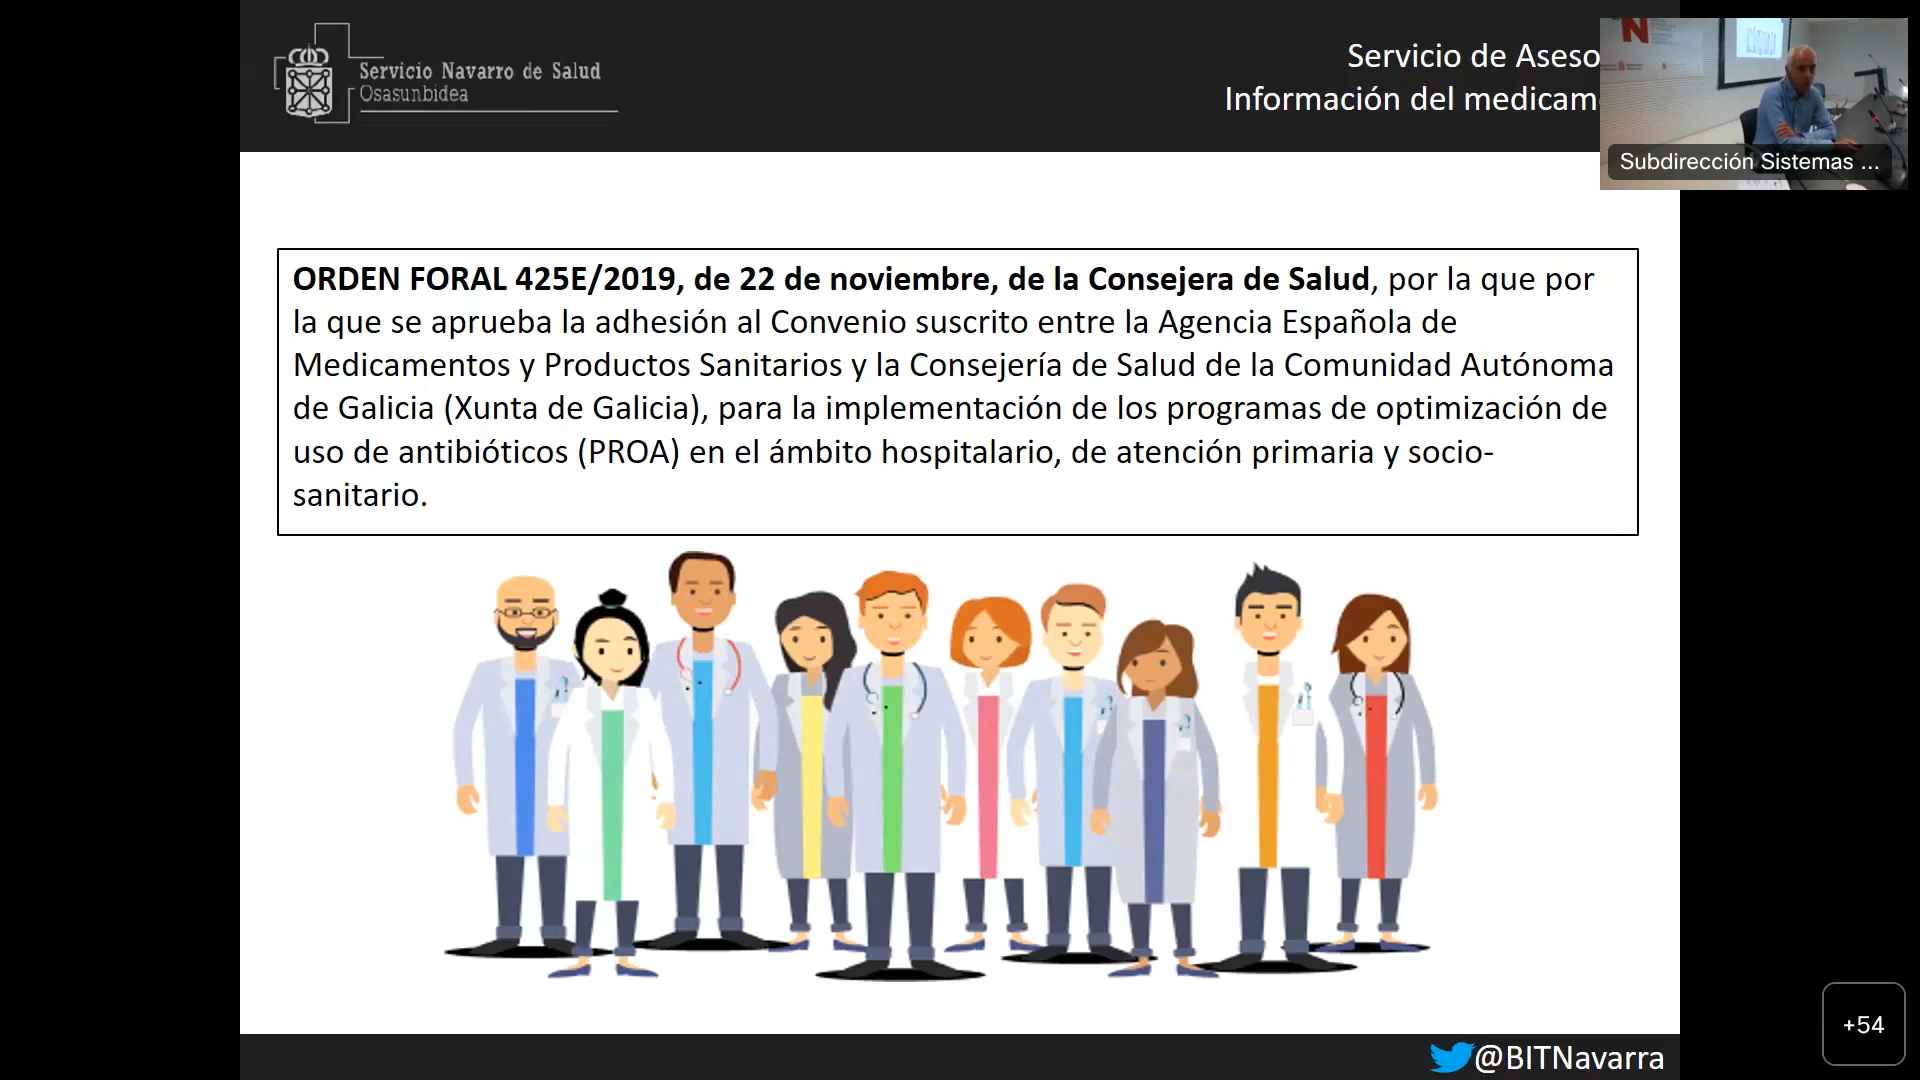 Servicio Navarro de Salud
Osasunbidea
Servicio de Aseso
Información del medicam
Subdirección Sistemas ...
ORDEN FORAL 425E/2019, de 22 de noviembre, de la Consejera de Salud, por la que por
la que se aprueba la adhesión al Convenio suscrito entre la Agencia Española de
Medicamentos y Productos Sanitarios y la Consejería de Salud de la Comunidad Autónoma
de Galicia (Xunta de Galicia), para la implementación de los programas de optimización de
uso de antibióticos (PROA) en el ámbito hospitalario, de atención primaria y socio-
sanitario.
+54
@BITNavarra